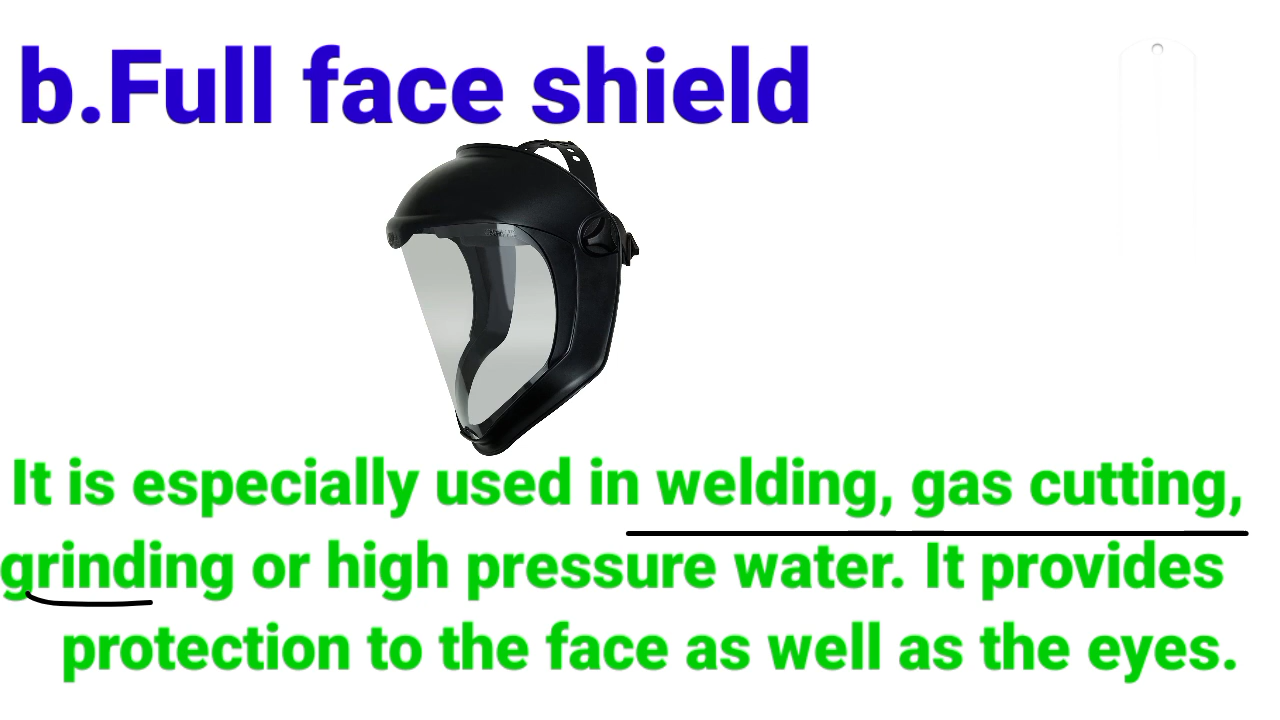 b.Full face shield
It is especially used in welding, gas cutting,
grinding or high pressure water. It provides
protection to the face as well as the eyes.